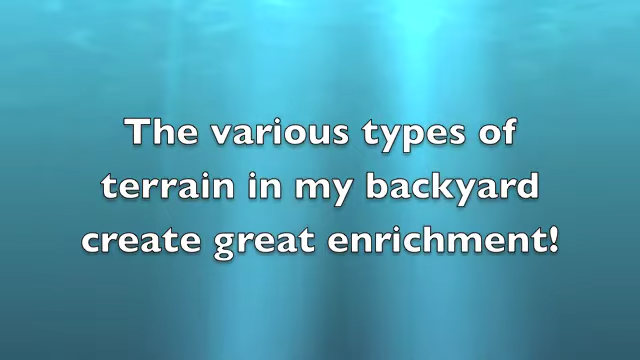 The various types of
terrain in my backyard
create great enrichment!